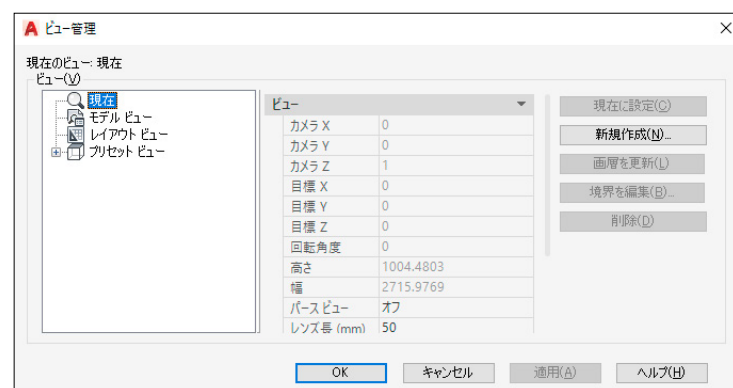 ビュー管理
現在のビュー: 現在
ビュー(V)
現在
モデル ビュー
レイアウト ビュー
プリセット ビュー
ビュー
カメラ X 0
カメラ Y 0
カメラ Z 1
目標 X 0
目標 Y 0
目標 Z 0
回転角度 0
高さ 1004.4803
幅 2715.9769
パース ビュー オフ
レンズ長 (mm) 50
現在に設定(C)
新規作成(N)...
画層を更新(L)
境界を編集(B)...
削除(D)
OK キャンセル 適用(A) ヘルプ(H)